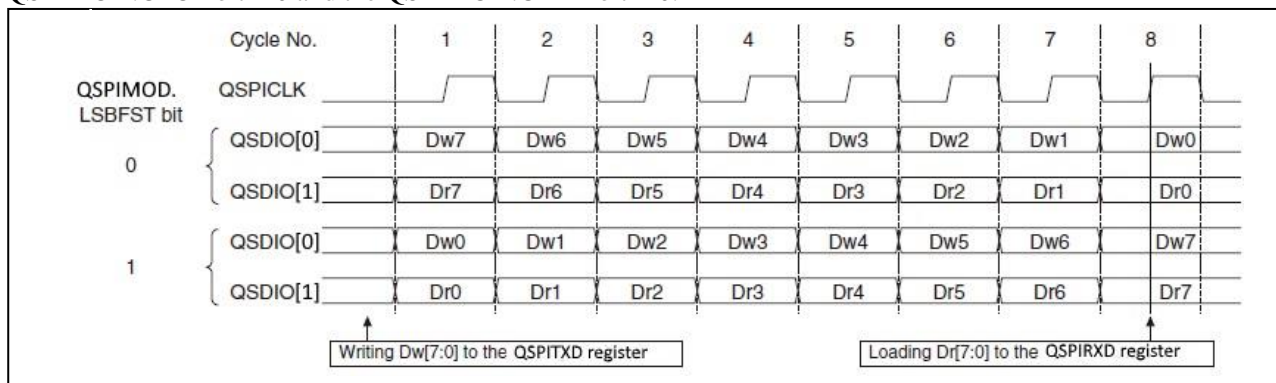 Cycle No. 1 2 3 4 5 6 7 8
QSPIMOD. QSPICLK
LSBFST bit
QSDIO[0] Dw7 Dw6 Dw5 Dw4 Dw3 Dw2 Dw1 Dw0
0
QSDIO[1] Dr7 Dr6 Dr5 Dr4 Dr3 Dr2 Dr1 Dr0
QSDIO[0] Dw0 Dw1 Dw2 Dw3 Dw4 Dw5 Dw6 Dw7
1
QSDIO[1] Dr0 Dr1 Dr2 Dr3 Dr4 Dr5 Dr6 Dr7
Writing Dw[7:0] to the QSPITXD register Loading Dr[7:0] to the QSPIRXD register